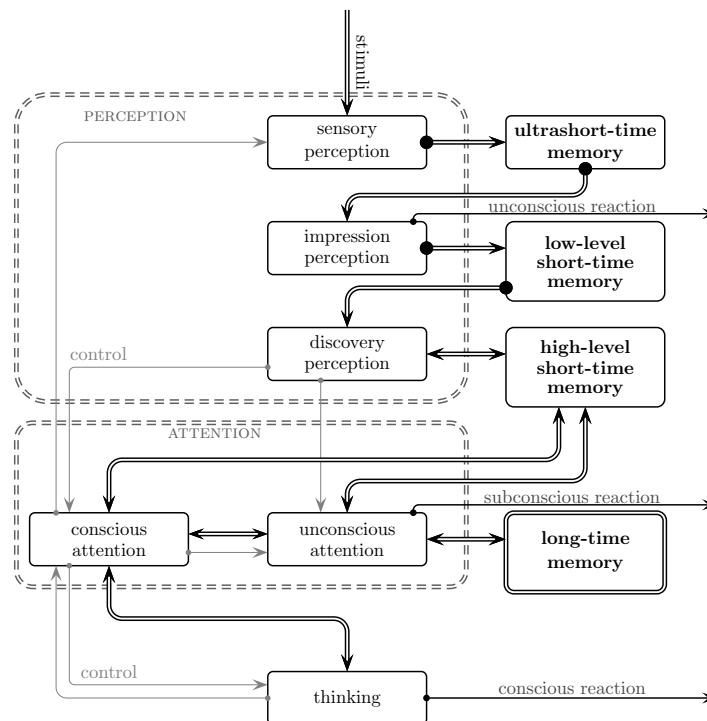 stimuli
PERCEPTION
sensory
perception
ultrashort-time
memory
unconscious reaction
impression
perception
low-level
short-time
memory
discovery
perception
high-level
short-time
memory
control
ATTENTION
subconscious reaction
conscious
attention
unconscious
attention
long-time
memory
control
thinking
conscious reaction